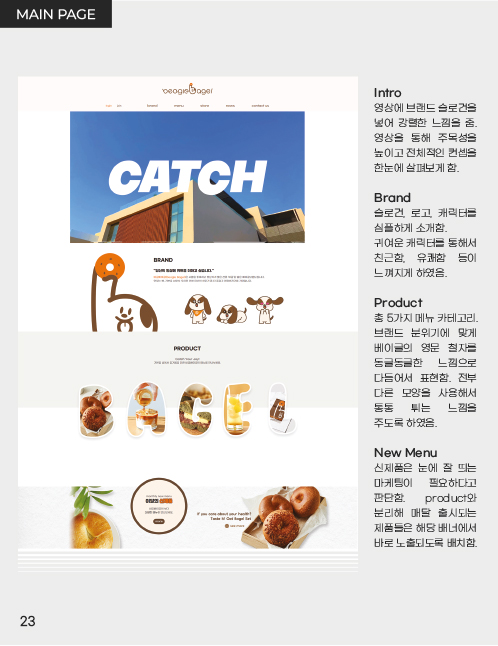 MAIN PAGE
beagleBagel
brand
menu
store
news
contact us
CATCH
BRAND
PRODUCT
BAGEL
If you care about your health?
Taste it! Oat Bagel Set
Intro
영상에 브랜드 슬로건을
넣어 강렬한 느낌을 줌.
영상을 통해 주목성을
높이고 전체적인 컨셉을
한눈에 살펴보게 함.
Brand
슬로건, 로고, 캐릭터를
심플하게 소개함.
귀여운 캐릭터를 통해서
친근함, 유쾌함 등이
느껴지게 하였음.
Product
총 5가지 메뉴 카테고리.
브랜드 분위기에 맞게
베이글의 영문 철자를
동글동글한 느낌으로
다듬어서 표현함. 전부
다른 모양을 사용해서
통통 튀는 느낌을
주도록 하였음.
New Menu
신제품은 눈에 잘 띄는
마케팅이 필요하다고
판단함. product와
분리해 매달 출시되는
제품들은 해당 배너에서
바로 노출되도록 배치함.
23